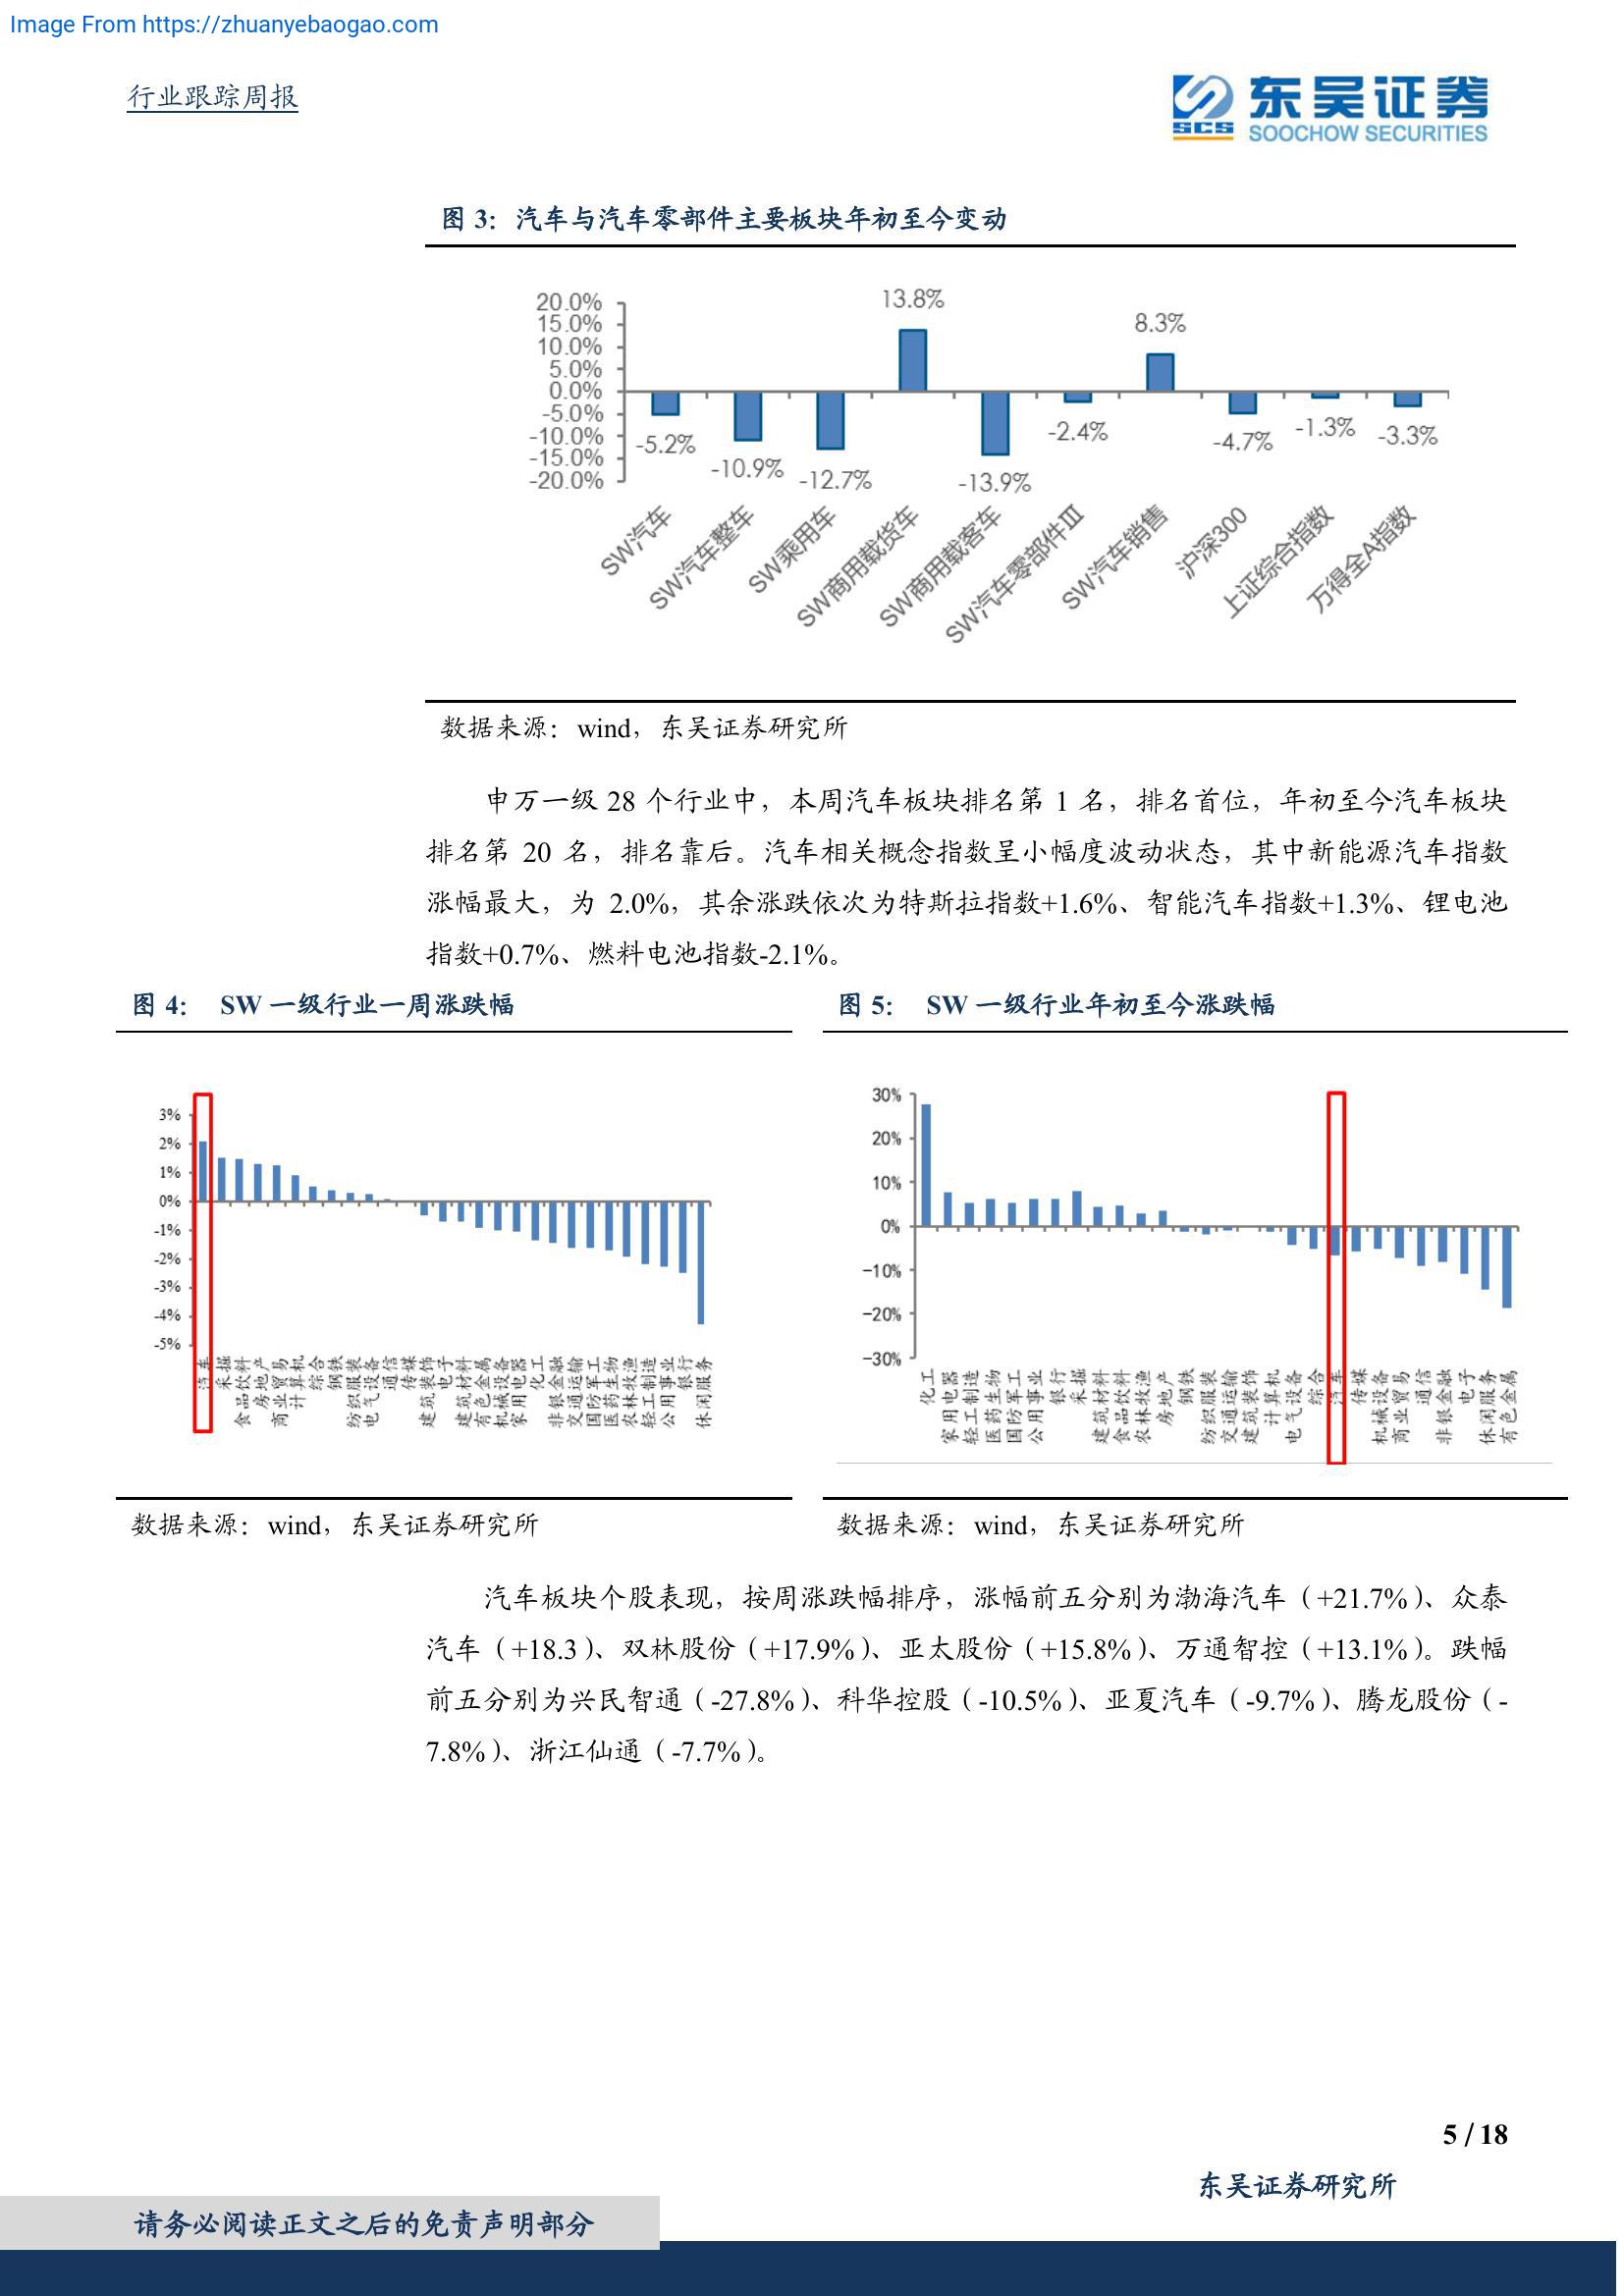 Image From https://zhuanyebaogao.com
行业跟踪周报
东吴证券
SCS
SOOCHOW SECURITIES
图 3：汽车与汽车零部件主要板块年初至今变动
20.0%
15.0%
10.0%
5.0%
0.0%
-5.0%
-10.0%
-15.0%
-20.0%
-5.2%
-10.9%
-12.7%
13.8%
-13.9%
-2.4%
8.3%
-4.7%
-1.3%
-3.3%
SW汽车
SW汽车整车
SW乘用车
SW商用载货车
SW商用载客车
SW汽车零部件III
SW汽车销售
沪深300
上证综合指数
万得全A指数
数据来源：wind，东吴证券研究所
申万一级 28 个行业中，本周汽车板块排名第 1 名，排名首位，年初至今汽车板块
排名第 20 名，排名靠后。汽车相关概念指数呈小幅度波动状态，其中新能源汽车指数
涨幅最大，为 2.0%，其余涨跌依次为特斯拉指数+1.6%、智能汽车指数+1.3%、锂电池
指数+0.7%、燃料电池指数-2.1%。
图 4： SW 一级行业一周涨跌幅
3%
2%
1%
0%
-1%
-2%
-3%
-4%
-5%
汽车
采掘
食品饮料
房地产
商业贸易
计算机
综合
钢铁
纺织服装
电气设备
通信
传媒
建筑装饰
电子
建筑材料
有色金属
机械设备
家用电器
化工
非银金融
交通运输
国防军工
医药生物
农林牧渔
轻工制造
公用事业
银行
休闲服务
数据来源：wind，东吴证券研究所
图 5： SW 一级行业年初至今涨跌幅
30%
20%
10%
0%
-10%
-20%
-30%
化工
家用电器
轻工制造
医药生物
国防军工
公用事业
银行
采掘
建筑材料
食品饮料
农林牧渔
房地产
钢铁
纺织服装
交通运输
建筑装饰
计算机
电气设备
综合
汽车
传媒
机械设备
商业贸易
通信
非银金融
电子
休闲服务
有色金属
数据来源：wind，东吴证券研究所
汽车板块个股表现，按周涨跌幅排序，涨幅前五分别为渤海汽车（+21.7%）、众泰
汽车（+18.3）、双林股份（+17.9%）、亚太股份（+15.8%）、万通智控（+13.1%）。跌幅
前五分别为兴民智通（-27.8%）、科华控股（-10.5%）、亚夏汽车（-9.7%）、腾龙股份（-
7.8%）、浙江仙通（-7.7%）。
5 / 18
东吴证券研究所
请务必阅读正文之后的免责声明部分